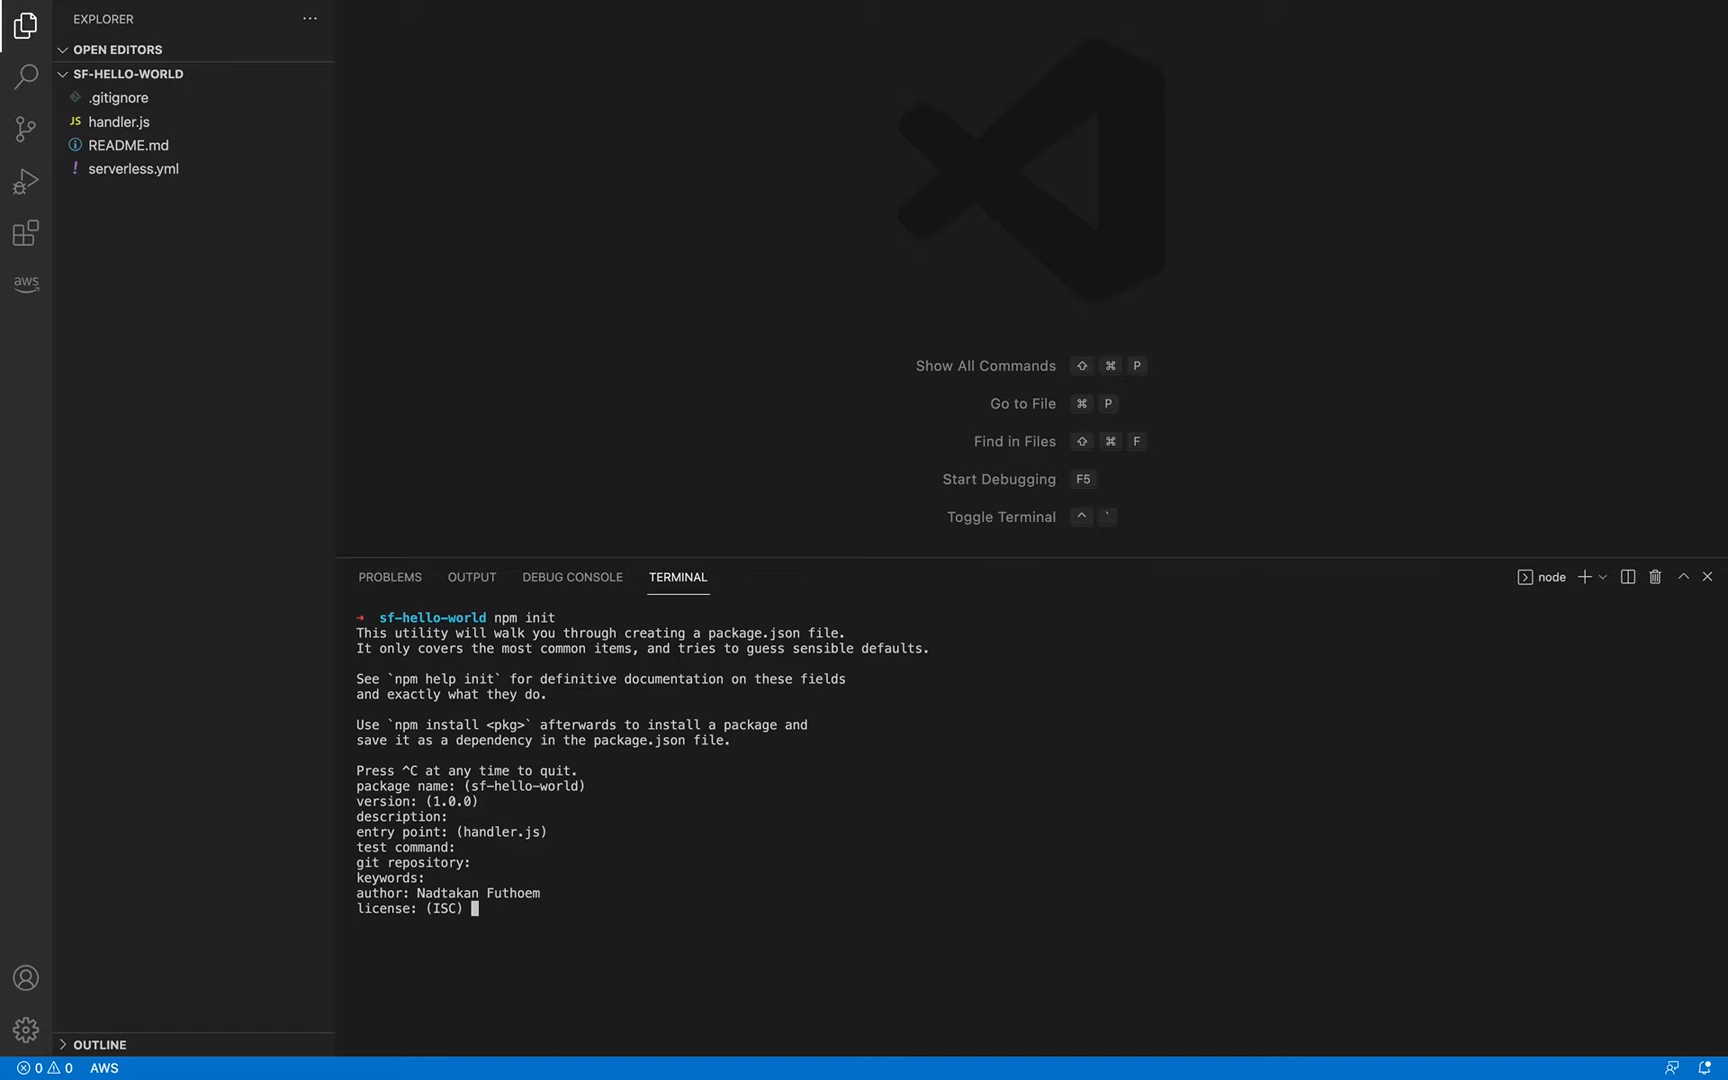 EXPLORER
OPEN EDITORS
SF-HELLO-WORLD
.gitignore
JS handler.js
README.md
! serverless.yml
aws
Show All Commands ⇧ ⌘ P
Go to File ⌘ P
Find in Files ⇧ ⌘ F
Start Debugging F5
Toggle Terminal ^ `
PROBLEMS OUTPUT DEBUG CONSOLE TERMINAL
node
→ sf-hello-world npm init
This utility will walk you through creating a package.json file.
It only covers the most common items, and tries to guess sensible defaults.
See `npm help init` for definitive documentation on these fields
and exactly what they do.
Use `npm install <pkg>` afterwards to install a package and
save it as a dependency in the package.json file.
Press ^C at any time to quit.
package name: (sf-hello-world)
version: (1.0.0)
description:
entry point: (handler.js)
test command:
git repository:
keywords:
author: Nadtakan Futhoem
license: (ISC)
OUTLINE
0 0 AWS